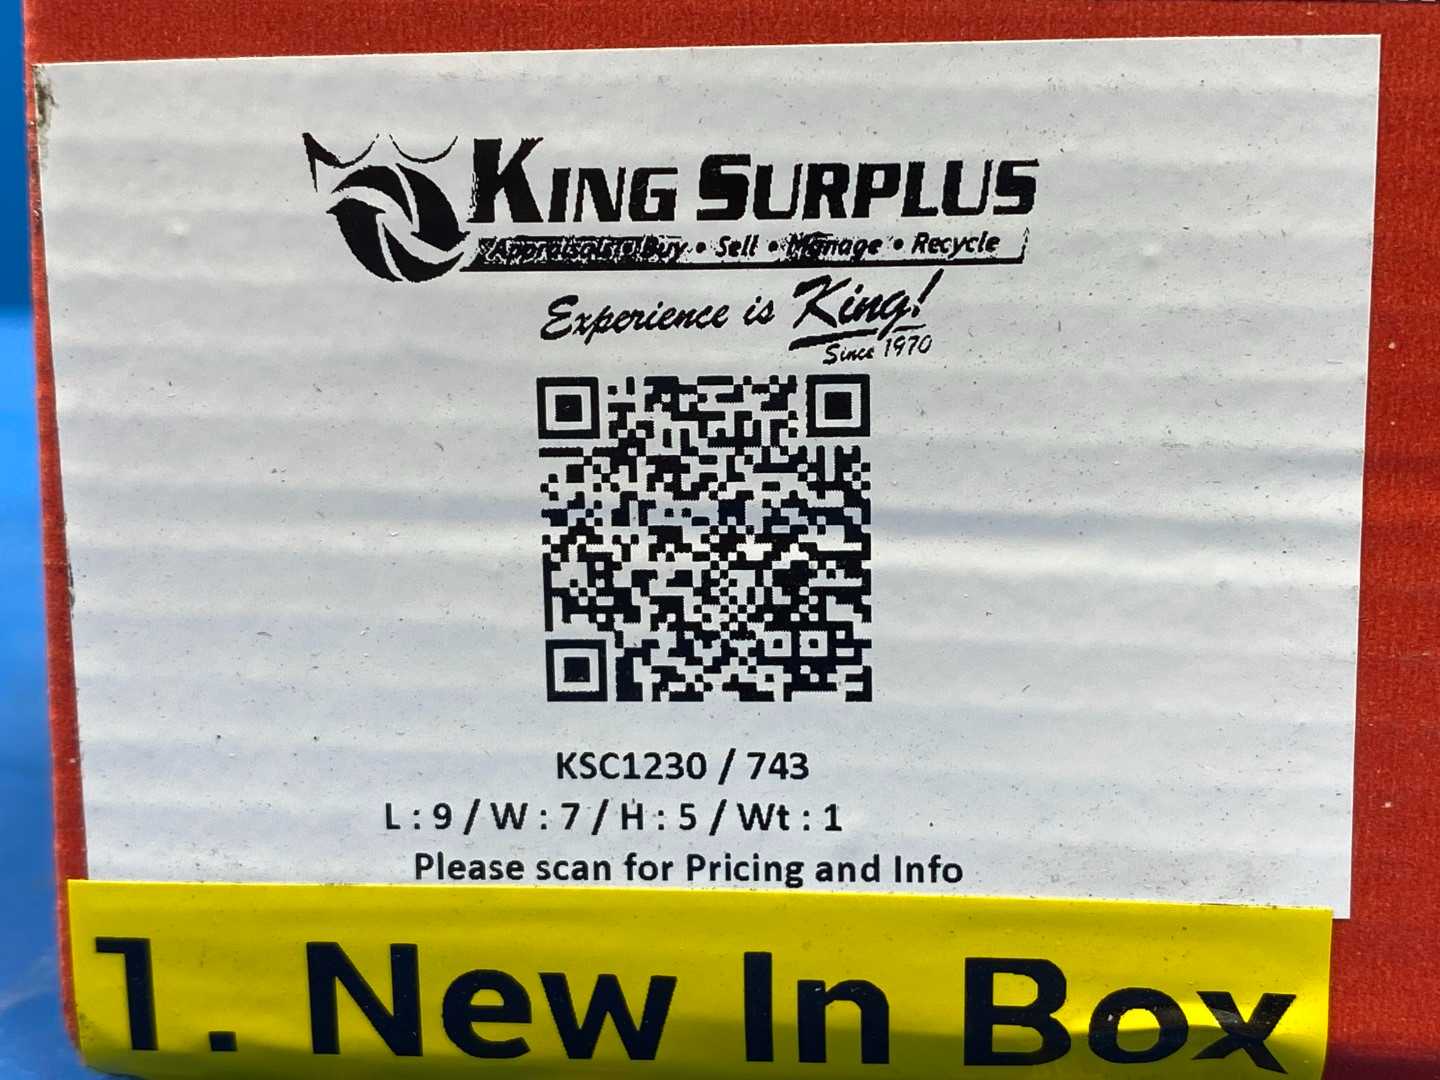 KING SURPLUS
Appraisals • Buy • Sell • Manage • Recycle
Experience is King!
Since 1970
KSC1230 / 743
L : 9 / W : 7 / H : 5 / Wt : 1
Please scan for Pricing and Info
1. New In Box